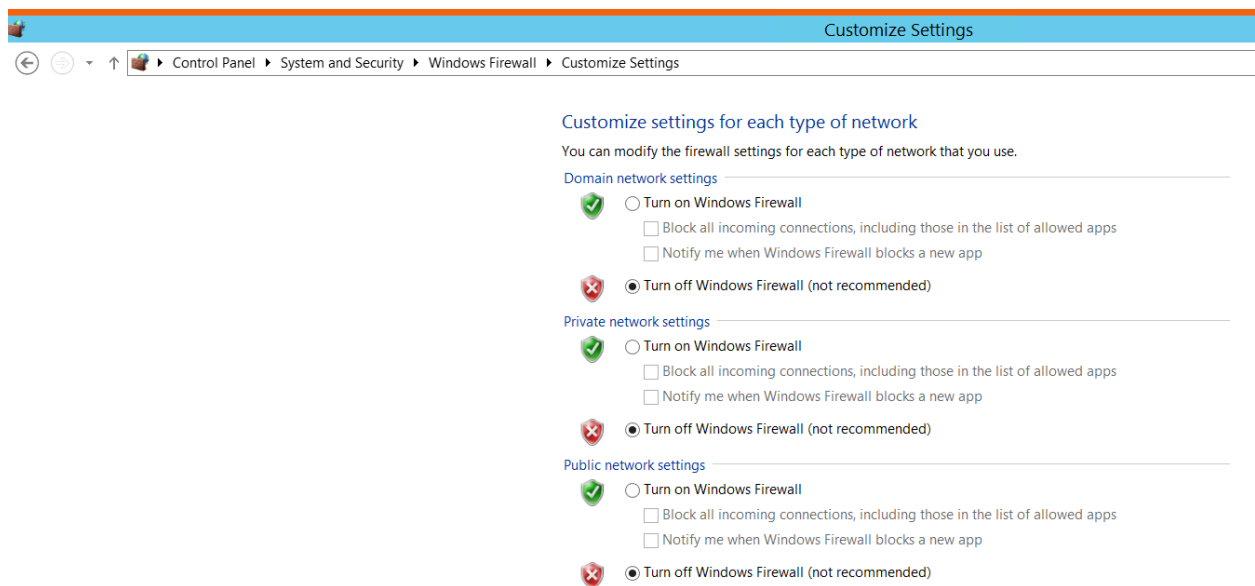 Customize Settings
Control Panel System and Security Windows Firewall Customize Settings
Customize settings for each type of network
You can modify the firewall settings for each type of network that you use.
Domain network settings
Turn on Windows Firewall
Block all incoming connections, including those in the list of allowed apps
Notify me when Windows Firewall blocks a new app
Turn off Windows Firewall (not recommended)
Private network settings
Turn on Windows Firewall
Block all incoming connections, including those in the list of allowed apps
Notify me when Windows Firewall blocks a new app
Turn off Windows Firewall (not recommended)
Public network settings
Turn on Windows Firewall
Block all incoming connections, including those in the list of allowed apps
Notify me when Windows Firewall blocks a new app
Turn off Windows Firewall (not recommended)